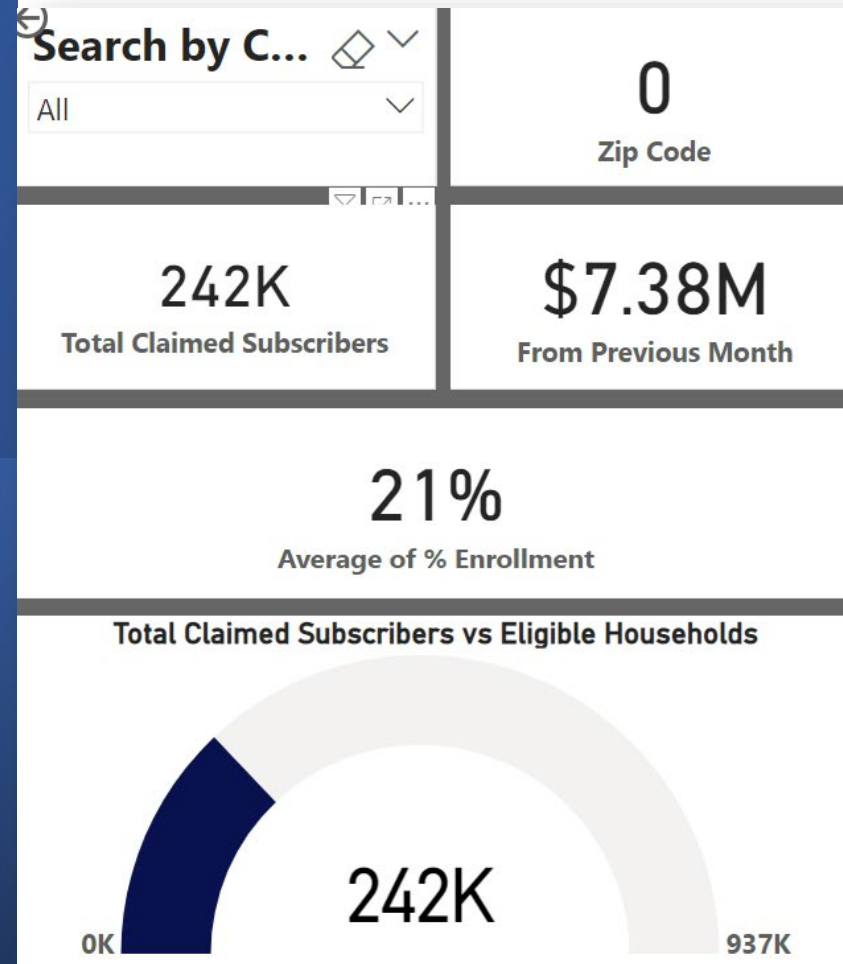 Search by C...
All
0
Zip Code
242K
Total Claimed Subscribers
$7.38M
From Previous Month
21%
Average of % Enrollment
Total Claimed Subscribers vs Eligible Households
242K
0K
937K